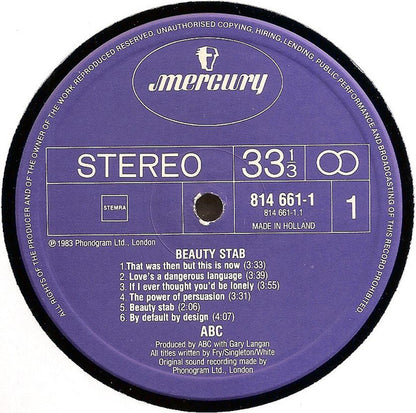 ALL RIGHTS OF THE PRODUCER AND OF THE OWNER OF THE WORK REPRODUCED RESERVED. UNAUTHORISED COPYING, HIRING, LENDING, PUBLIC PERFORMANCE AND BROADCASTING OF THIS RECORD PROHIBITED
mercury
STEREO 33 1/3
STEMRA
814 661-1
814 661-1.1
MADE IN HOLLAND
1
℗ 1983 Phonogram Ltd., London
BEAUTY STAB
1.That was then but this is now (3:33)
2. Love's a dangerous language (3:39)
3. If I ever thought you'd be lonely (3:55)
4. The power of persuasion (3:31)
5. Beauty stab (2:06)
6. By default by design (4:07)
ABC
Produced by ABC with Gary Langan
All titles written by Fry/Singleton/White
Original sound recording made by
Phonogram Ltd., London